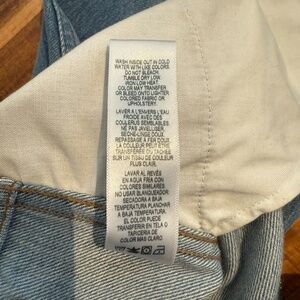 WASH INSIDE OUT IN COLD
WATER WITH LIKE COLORS.
DO NOT BLEACH.
TUMBLE DRY LOW
IRON LOW HEAT.
COLOR MAY TRANSFER
OR BLEED ONTO LIGHTER
COLORED FABRIC OR
UPHOLSTERY.
LAVER À L'ENVERS L'EAU
FROIDE AVEC DES
COULEURS SEMBLABLES.
NE PAS JAVELLISER.
SÉCHE-LINGE DOUX.
REPASSAGE À FER DOUX.
LA COULEUR PEUT ÊTRE
TRANSFÉRÉE OU TACHÉE
SUR UN TISSU DE COULEUR
PLUS CLAIR.
LAVAR AL REVÉS
EN AGUA FRÍA CON
COLORES SIMILARES
NO USAR BLANQUEADOR
SECADORA A BAJA
TEMPERATURA PLANCHAR
A BAJA TEMPERATURA.
EL COLOR PUEDE
TRANSFERIR EN TELA O
TAPICERÍA DE
COLOR MÁS CLARO